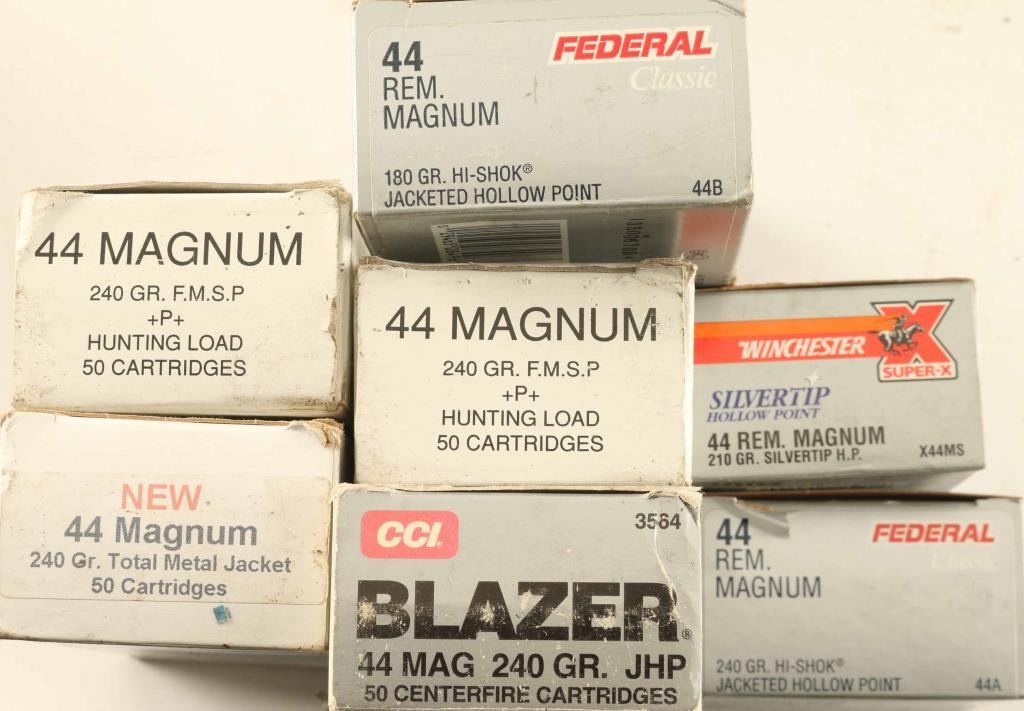 44
REM.
MAGNUM
FEDERAL
Classic
180 GR. HI-SHOK®
JACKETED HOLLOW POINT
44B
44 MAGNUM
240 GR. F.M.S.P
+P+
HUNTING LOAD
50 CARTRIDGES
44 MAGNUM
240 GR. F.M.S.P
+P+
HUNTING LOAD
50 CARTRIDGES
WINCHESTER
X
SUPER-X
SILVERTIP
HOLLOW POINT
44 REM. MAGNUM
210 GR. SILVERTIP H.P.
X44MS
NEW
44 Magnum
240 Gr. Total Metal Jacket
50 Cartridges
CCI.
3564
BLAZER®
44 MAG 240 GR. JHP
50 CENTERFIRE CARTRIDGES
44
REM.
MAGNUM
FEDERAL
Classic
240 GR. HI-SHOK®
JACKETED HOLLOW POINT
44A